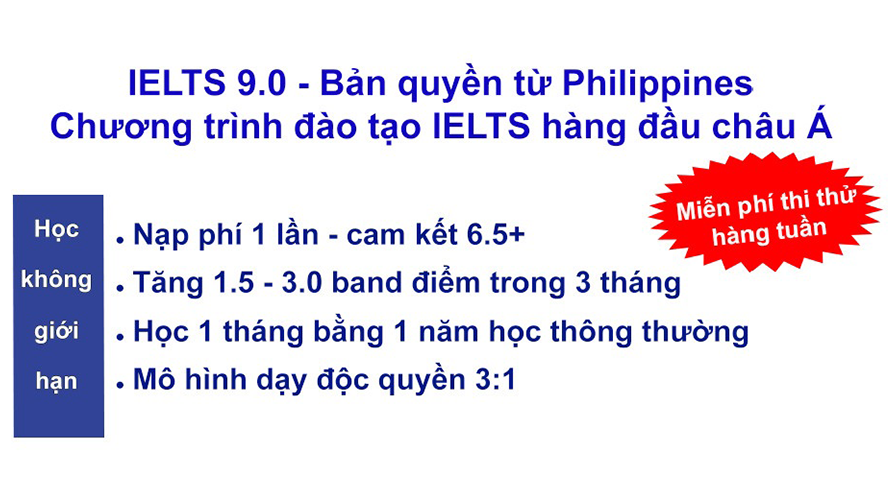 IELTS 9.0 - Bản quyền từ Philippines
Chương trình đào tạo IELTS hàng đầu châu Á
Miễn phí thi thử
hàng tuần
Học
không
giới
hạn
• Nạp phí 1 lần - cam kết 6.5+
• Tăng 1.5 - 3.0 band điểm trong 3 tháng
• Học 1 tháng bằng 1 năm học thông thường
• Mô hình dạy độc quyền 3:1